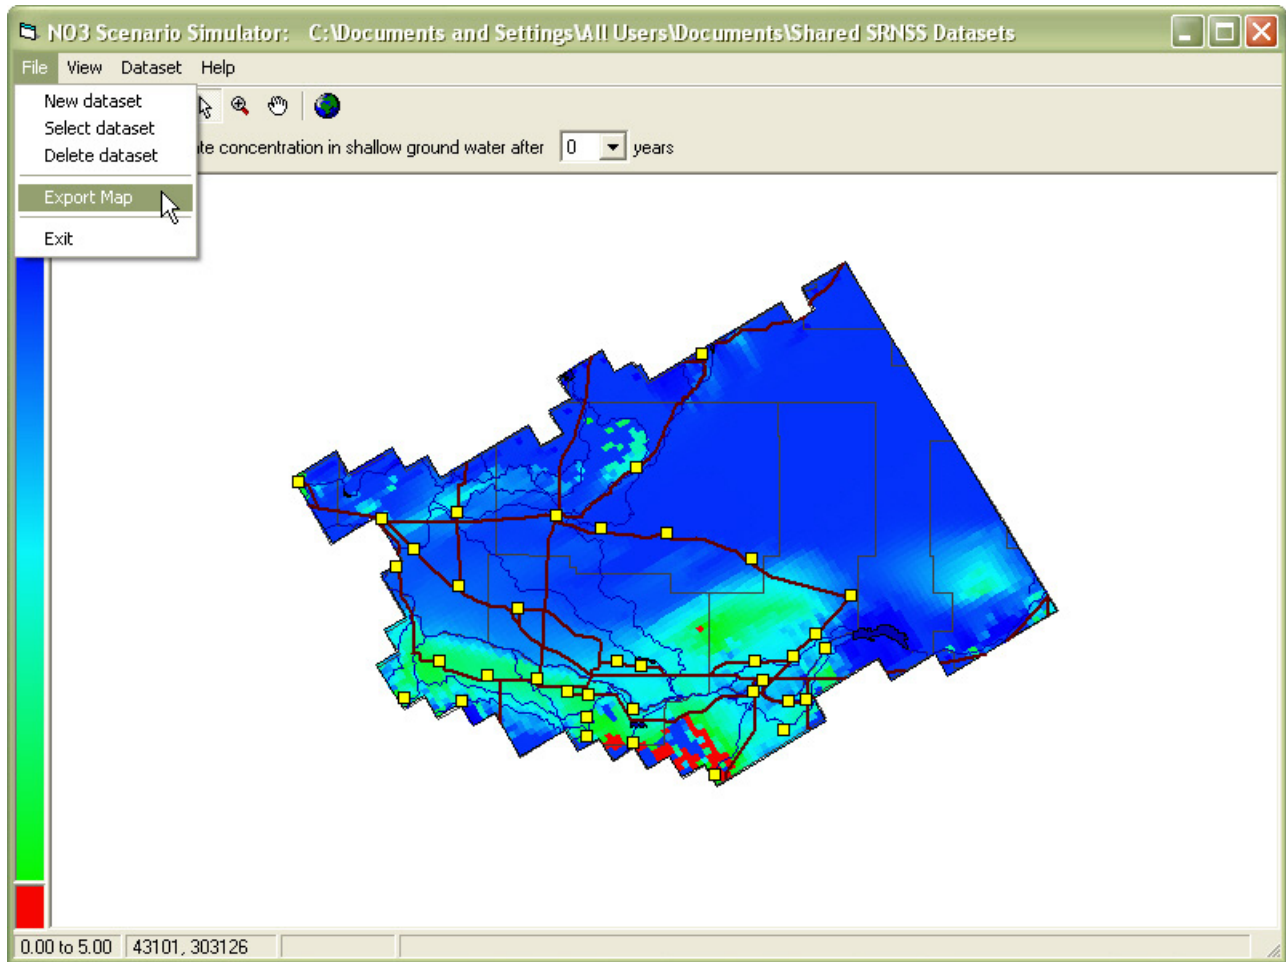 NO3 Scenario Simulator: C:\Documents and Settings\All Users\Documents\Shared SRNSS Datasets
File View Dataset Help
New dataset
Select dataset
Delete dataset
Export Map
Exit
concentration in shallow ground water after 0 years
0.00 to 5.00 43101, 303126